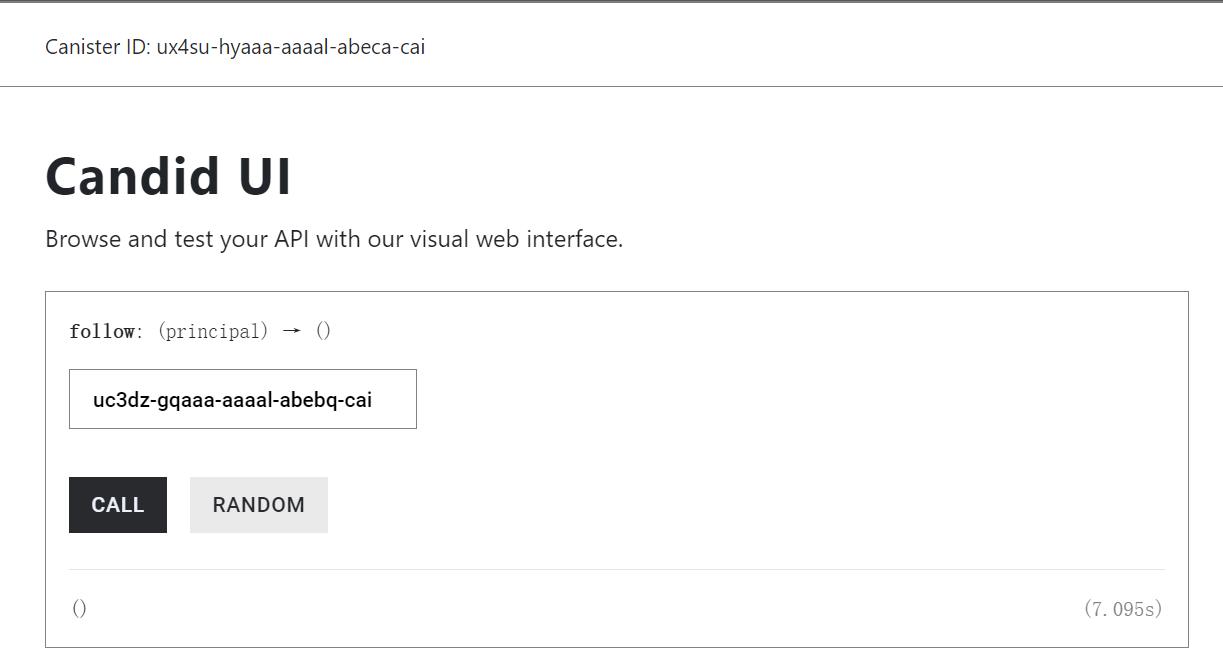 Canister ID: ux4su-hyaaa-aaaal-abeca-cai
Candid UI
Browse and test your API with our visual web interface.
follow: (principal) → ()
uc3dz-gqaaa-aaaal-abebq-cai
CALL RANDOM
() (7.095s)